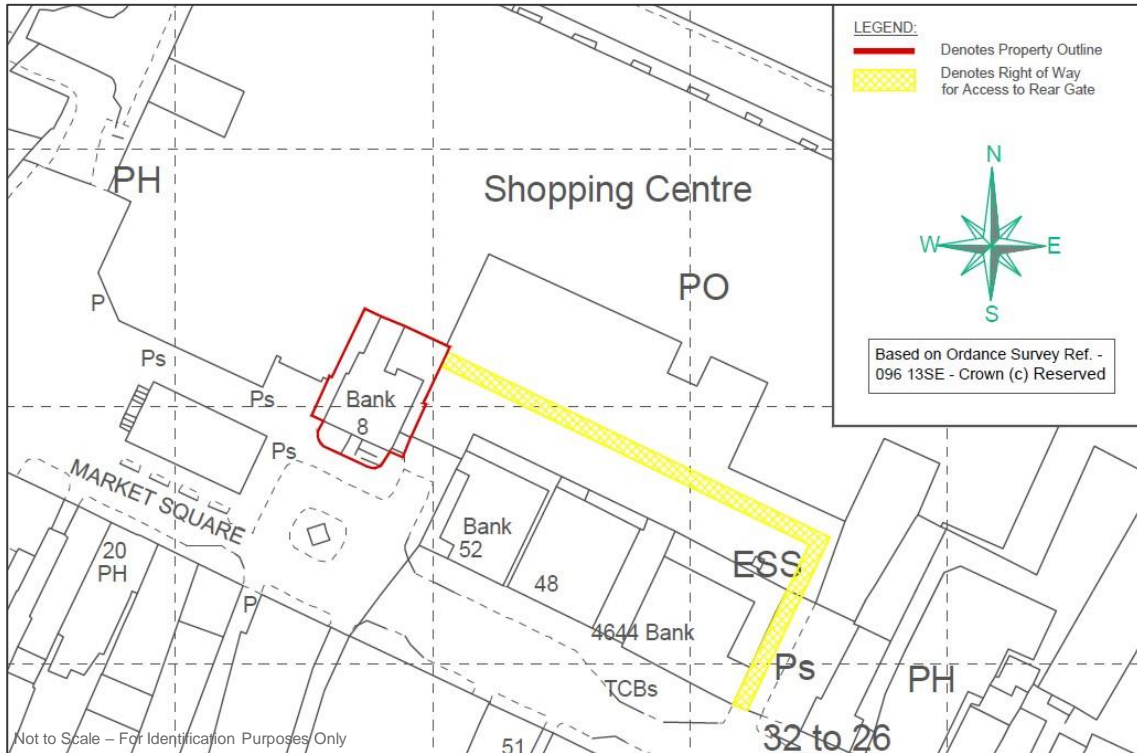 LEGEND:
Denotes Property Outline
Denotes Right of Way
for Access to Rear Gate
N
W
E
S
Based on Ordance Survey Ref. -
096 13SE - Crown (c) Reserved
PH
Shopping Centre
PO
P
Ps
Ps
Bank
8
Ps
MARKET SQUARE
20
PH
P
Bank
52
48
ESS
4644 Bank
Ps
TCBs
PH
32 to 26
51
Not to Scale – For Identification Purposes Only